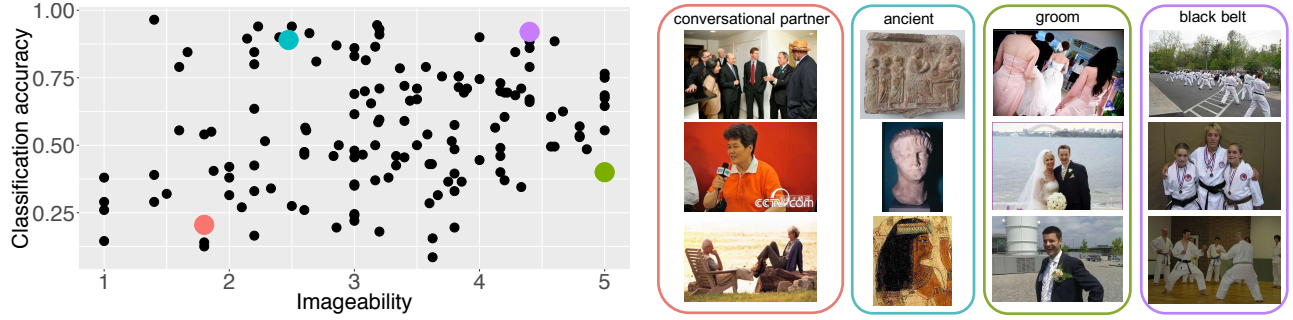 Classification accuracy
1.00
0.75
0.50
0.25
1
2
3
4
5
Imageability
conversational partner
ancient
groom
black belt
CCTV.com